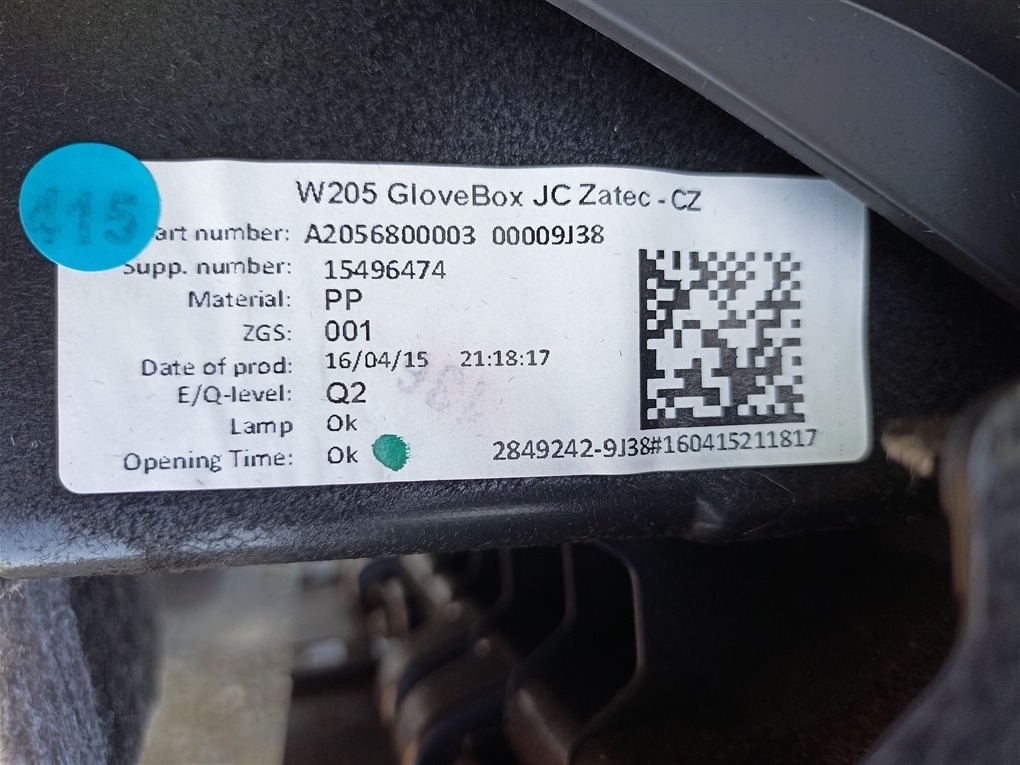 W205 GloveBox JC Zatec - CZ
art number: A2056800003 00009J38
Supp. number: 15496474
Material: PP
ZGS: 001
Date of prod: 16/04/15 21:18:17
E/Q-level: Q2
Lamp Ok
Opening Time: Ok
2849242-9J38#160415211817